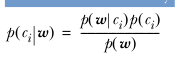 p(c_i|w) = p(w|c_i)p(c_i) / p(w)